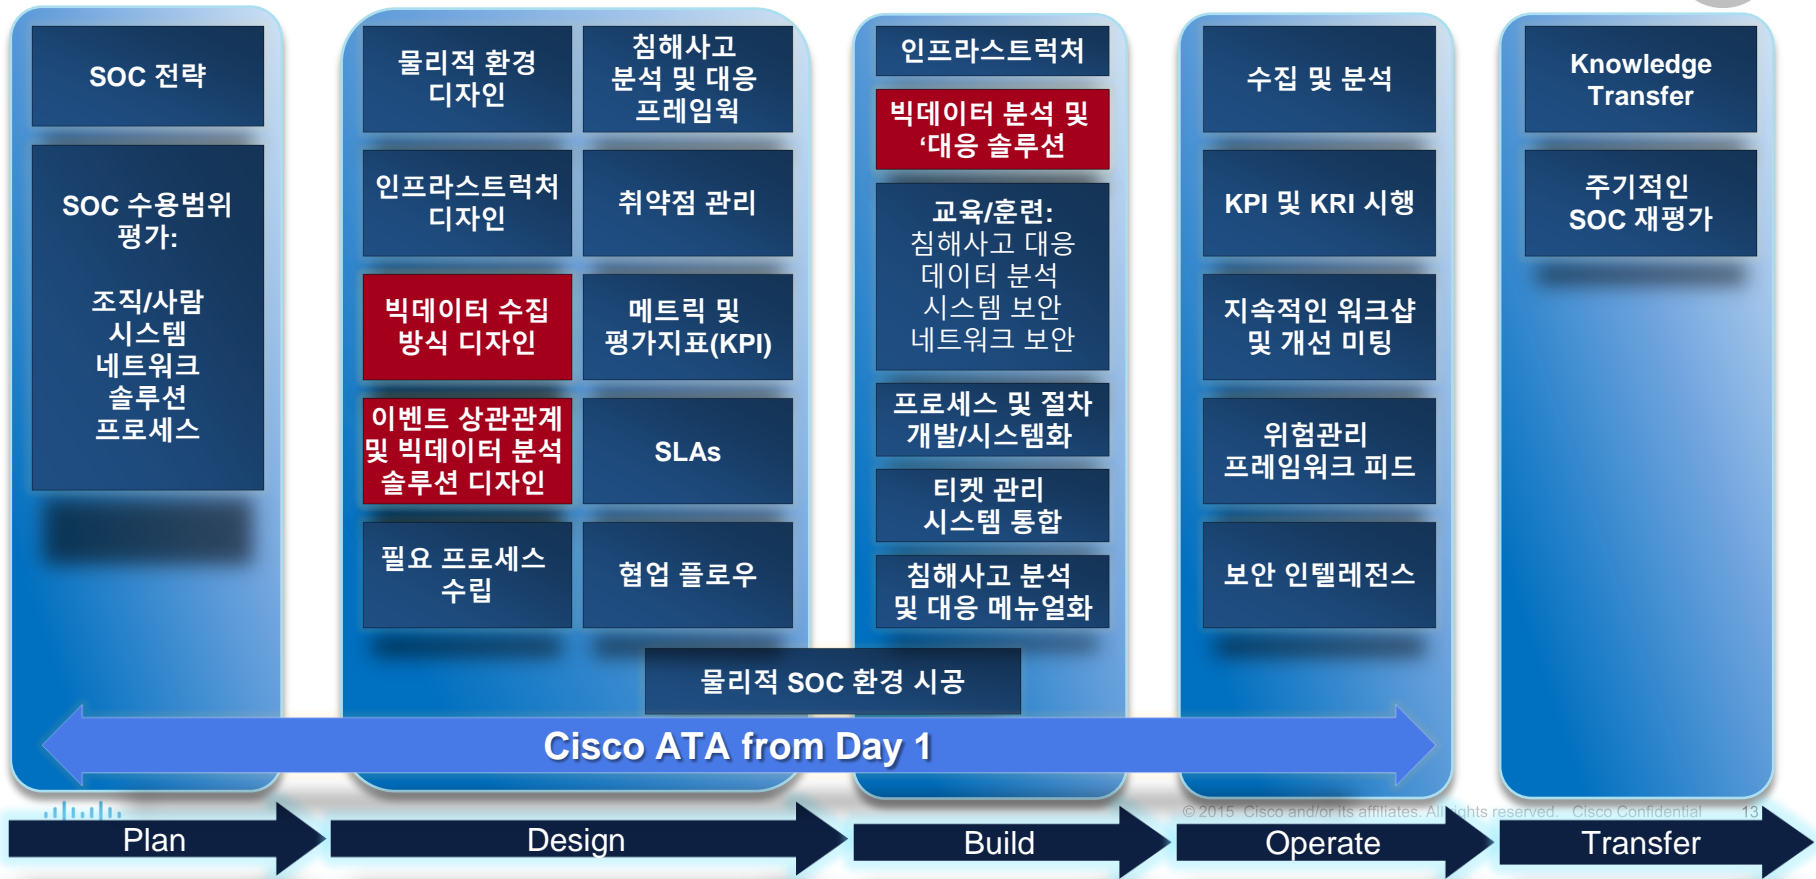 SOC 전략
SOC 수용범위
평가:
조직/사람
시스템
네트워크
솔루션
프로세스
물리적 환경
디자인
침해사고
분석 및 대응
프레임웍
인프라스트럭처
디자인
취약점 관리
빅데이터 수집
방식 디자인
메트릭 및
평가지표(KPI)
이벤트 상관관계
및 빅데이터 분석
솔루션 디자인
SLAs
필요 프로세스
수립
협업 플로우
인프라스트럭처
빅데이터 분석 및
‘대응 솔루션
교육/훈련:
침해사고 대응
데이터 분석
시스템 보안
네트워크 보안
프로세스 및 절차
개발/시스템화
티켓 관리
시스템 통합
침해사고 분석
및 대응 메뉴얼화
물리적 SOC 환경 시공
수집 및 분석
KPI 및 KRI 시행
지속적인 워크샵
및 개선 미팅
위험관리
프레임워크 피드
보안 인텔레전스
Knowledge
Transfer
주기적인
SOC 재평가
Cisco ATA from Day 1
© 2015 Cisco and/or its affiliates. All rights reserved. Cisco Confidential 13
Plan
Design
Build
Operate
Transfer